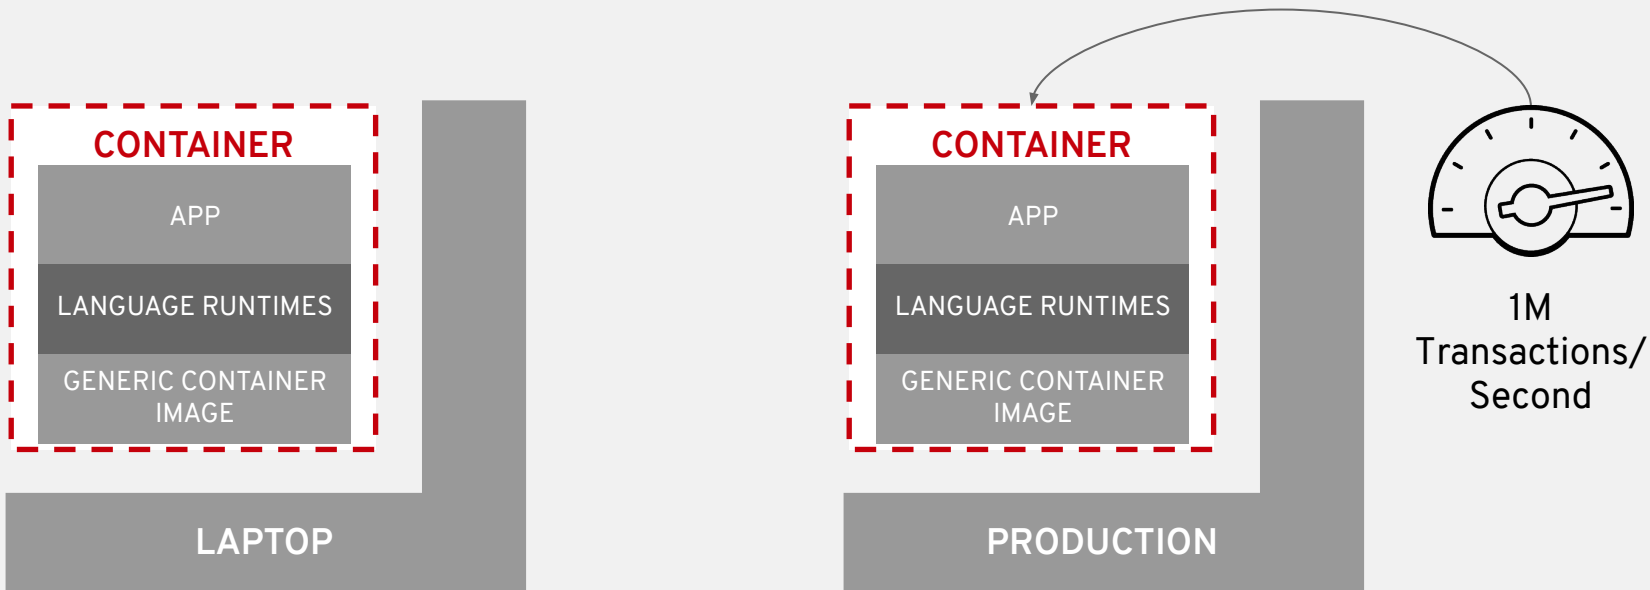 CONTAINER
APP
LANGUAGE RUNTIMES
GENERIC CONTAINER
IMAGE
LAPTOP
CONTAINER
APP
LANGUAGE RUNTIMES
GENERIC CONTAINER
IMAGE
PRODUCTION
1M
Transactions/
Second